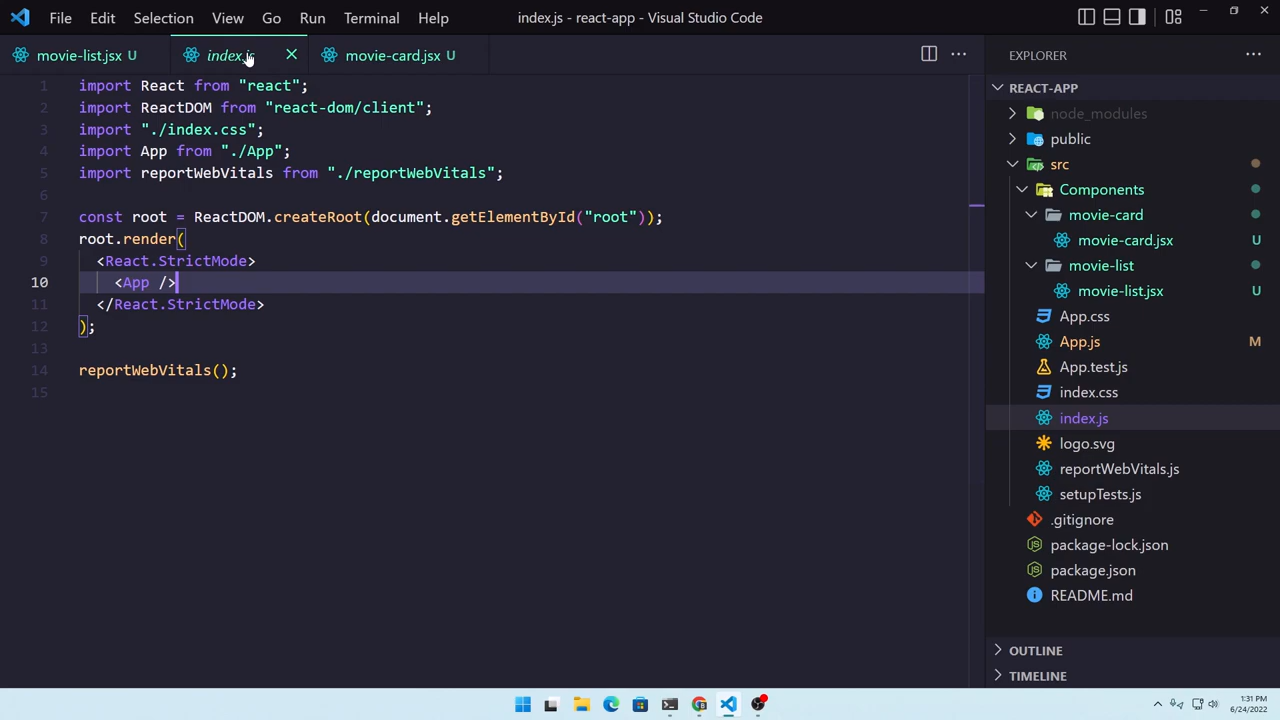 File Edit Selection View Go Run Terminal Help
index.js - react-app - Visual Studio Code
movie-list.jsx U
index.js
movie-card.jsx U
1 import React from "react";
2 import ReactDOM from "react-dom/client";
3 import "./index.css";
4 import App from "./App";
5 import reportWebVitals from "./reportWebVitals";
6
7 const root = ReactDOM.createRoot(document.getElementById("root"));
8 root.render(
9 <React.StrictMode>
10 <App />
11 </React.StrictMode>
12 );
13
14 reportWebVitals();
15
EXPLORER
REACT-APP
node_modules
public
src
Components
movie-card
movie-card.jsx U
movie-list
movie-list.jsx U
App.css
App.js M
App.test.js
index.css
index.js
logo.svg
reportWebVitals.js
setupTests.js
.gitignore
package-lock.json
package.json
README.md
OUTLINE
TIMELINE
1:31 PM
6/24/2022